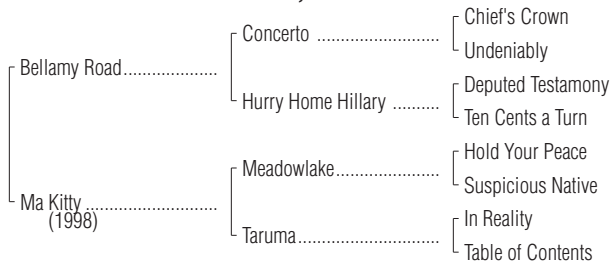 Chief's Crown
Concerto ..................
Undeniably
Bellamy Road..................
Deputed Testamony
Hurry Home Hillary ..........
Ten Cents a Turn
Hold Your Peace
Meadowlake..................
Suspicious Native
Ma Kitty ..................
(1998)
In Reality
Taruma..................
Table of Contents